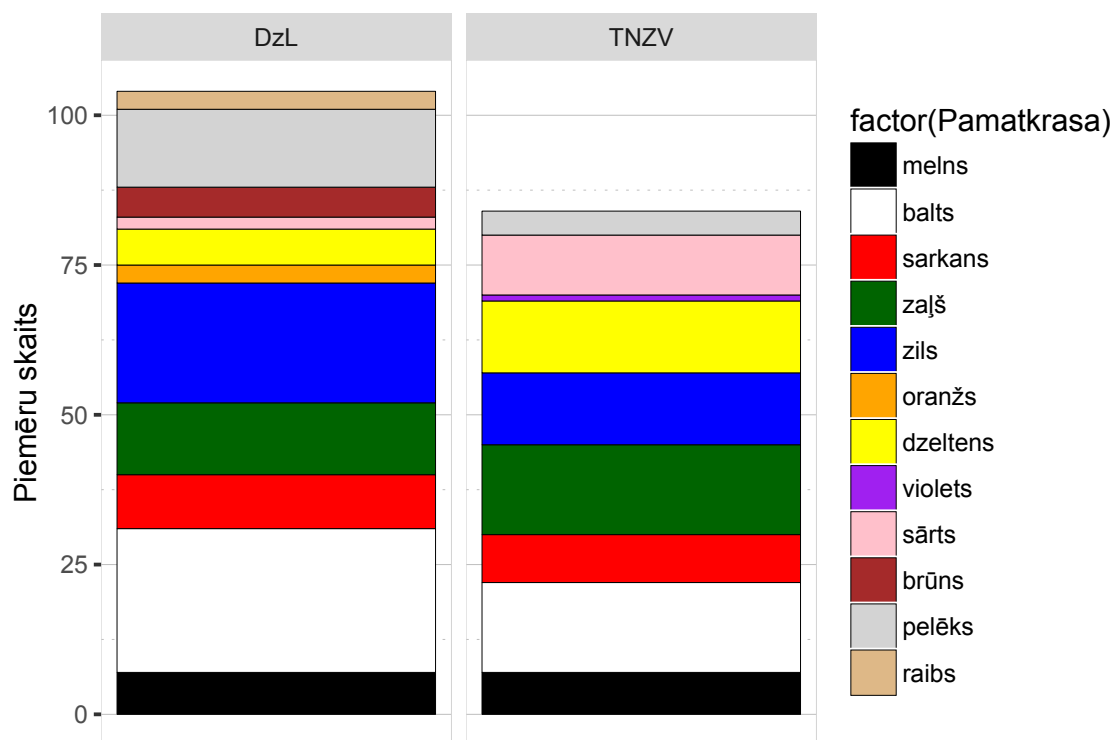 DzL
TNZV
100
75
50
25
0
Piemēru skaits
factor(Pamatkrasa)
melns
balts
sarkans
zaļš
zils
oranžs
dzeltens
violets
sārts
brūns
pelēks
raibs